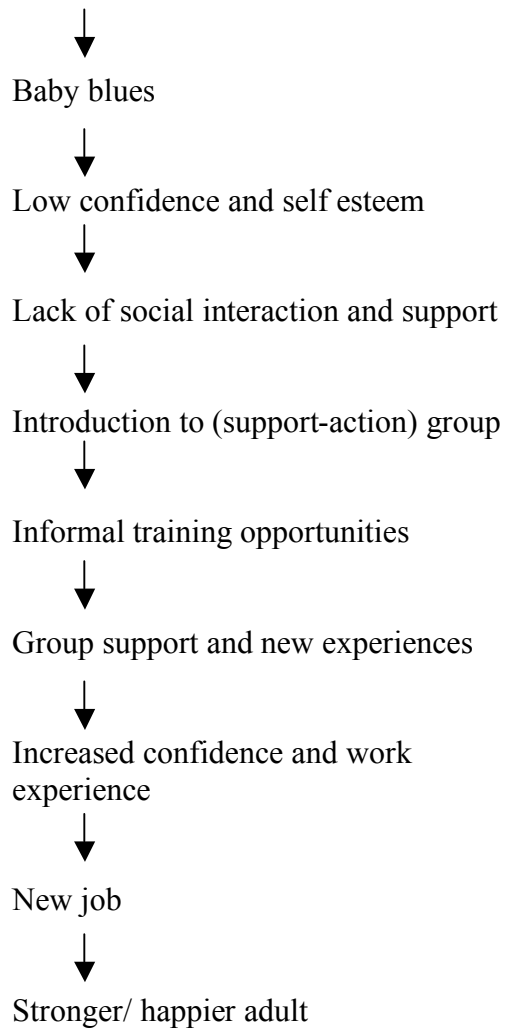 Baby blues
Low confidence and self esteem
Lack of social interaction and support
Introduction to (support-action) group
Informal training opportunities
Group support and new experiences
Increased confidence and work
experience
New job
Stronger/ happier adult